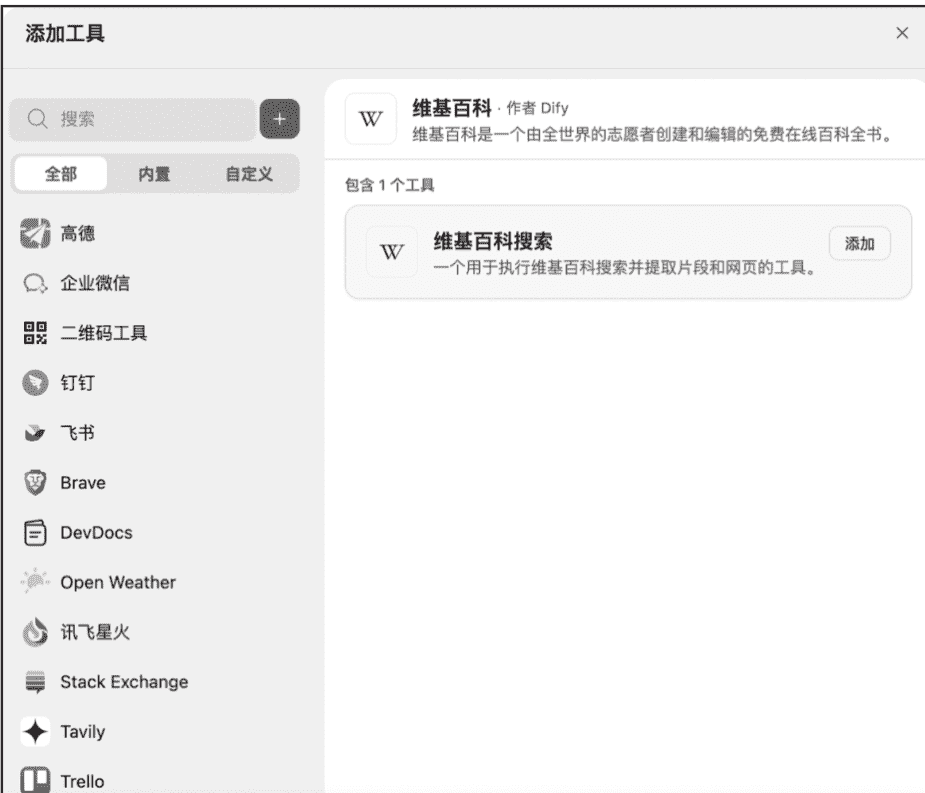 添加工具
搜索
全部 内置 自定义
高德
企业微信
二维码工具
钉钉
飞书
Brave
DevDocs
Open Weather
讯飞星火
Stack Exchange
Tavily
Trello
W
维基百科 · 作者 Dify
维基百科是一个由全世界的志愿者创建和编辑的免费在线百科全书。
包含 1 个工具
W
维基百科搜索
一个用于执行维基百科搜索并提取片段和网页的工具。
添加